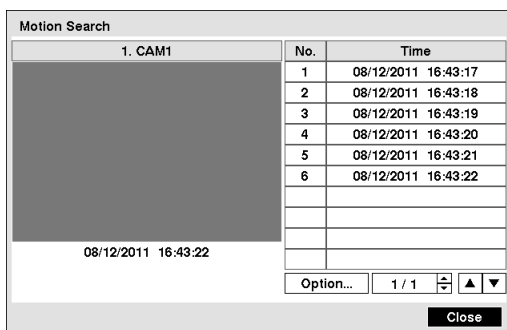 Motion Search
1. CAM1
No. Time
1 08/12/2011 16:43:17
2 08/12/2011 16:43:18
3 08/12/2011 16:43:19
4 08/12/2011 16:43:20
5 08/12/2011 16:43:21
6 08/12/2011 16:43:22
08/12/2011 16:43:22
Option... 1 / 1
Close